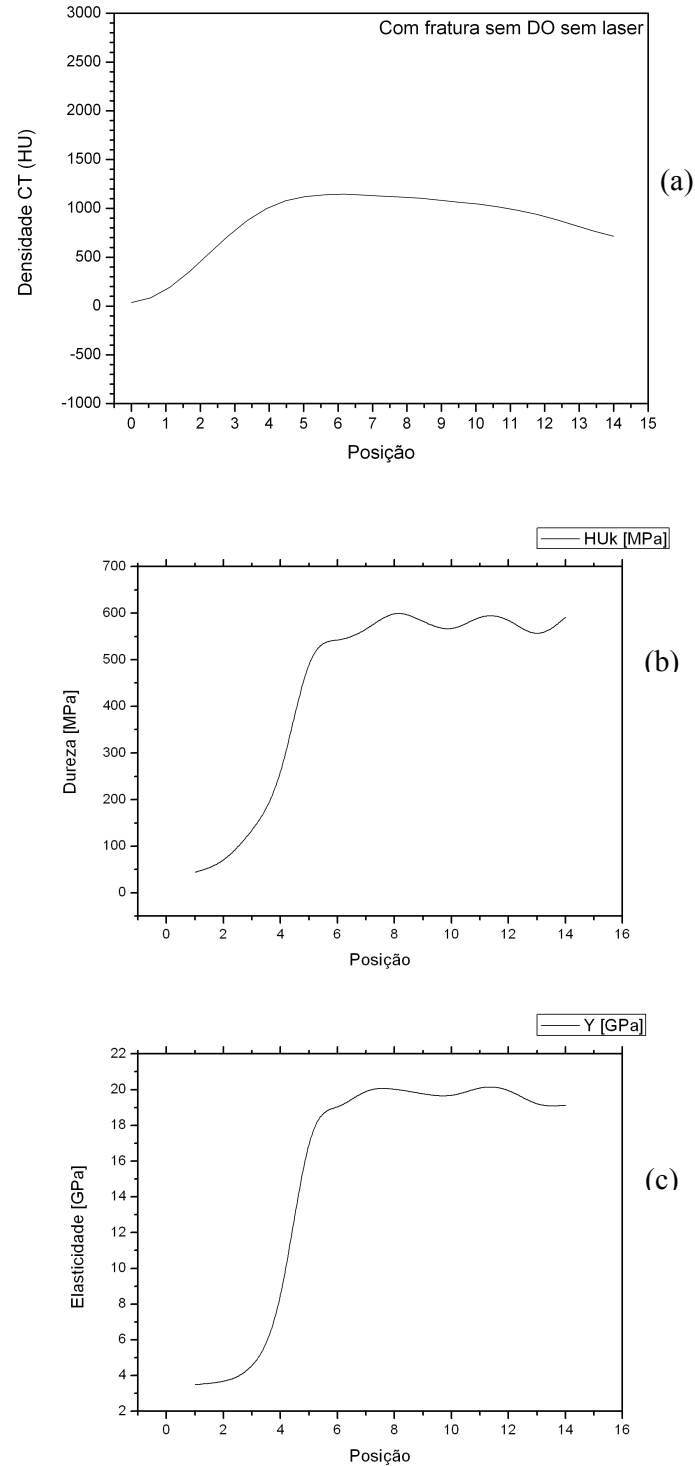 Com fratura sem DO sem laser
3000
2500
2000
1500
1000
500
0
-500
-1000
Densidade CT (HU)
0 1 2 3 4 5 6 7 8 9 10 11 12 13 14 15
Posição
(a)
HUk [MPa]
700
600
500
400
300
200
100
0
Dureza [MPa]
0 2 4 6 8 10 12 14 16
Posição
(b)
Y [GPa]
22
20
18
16
14
12
10
8
6
4
2
Elasticidade [GPa]
0 2 4 6 8 10 12 14 16
Posição
(c)